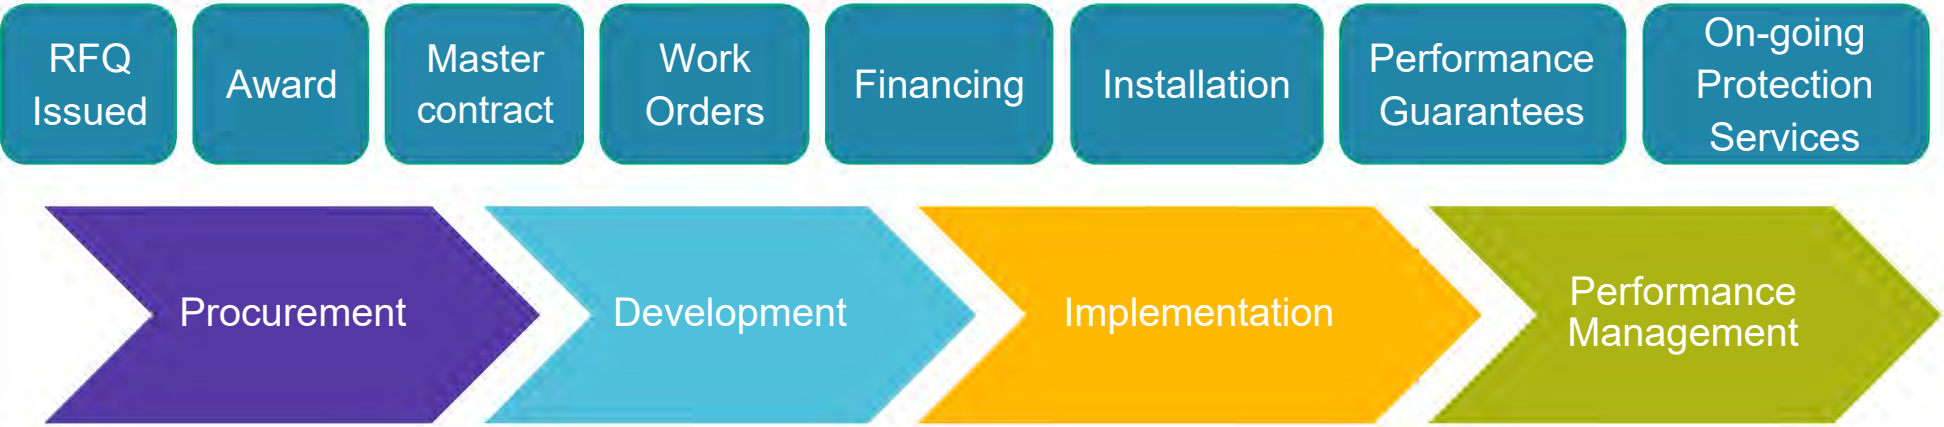 RFQ
Issued
Award
Master
contract
Work
Orders
Financing
Installation
Performance
Guarantees
On-going
Protection
Services
Procurement
Development
Implementation
Performance
Management